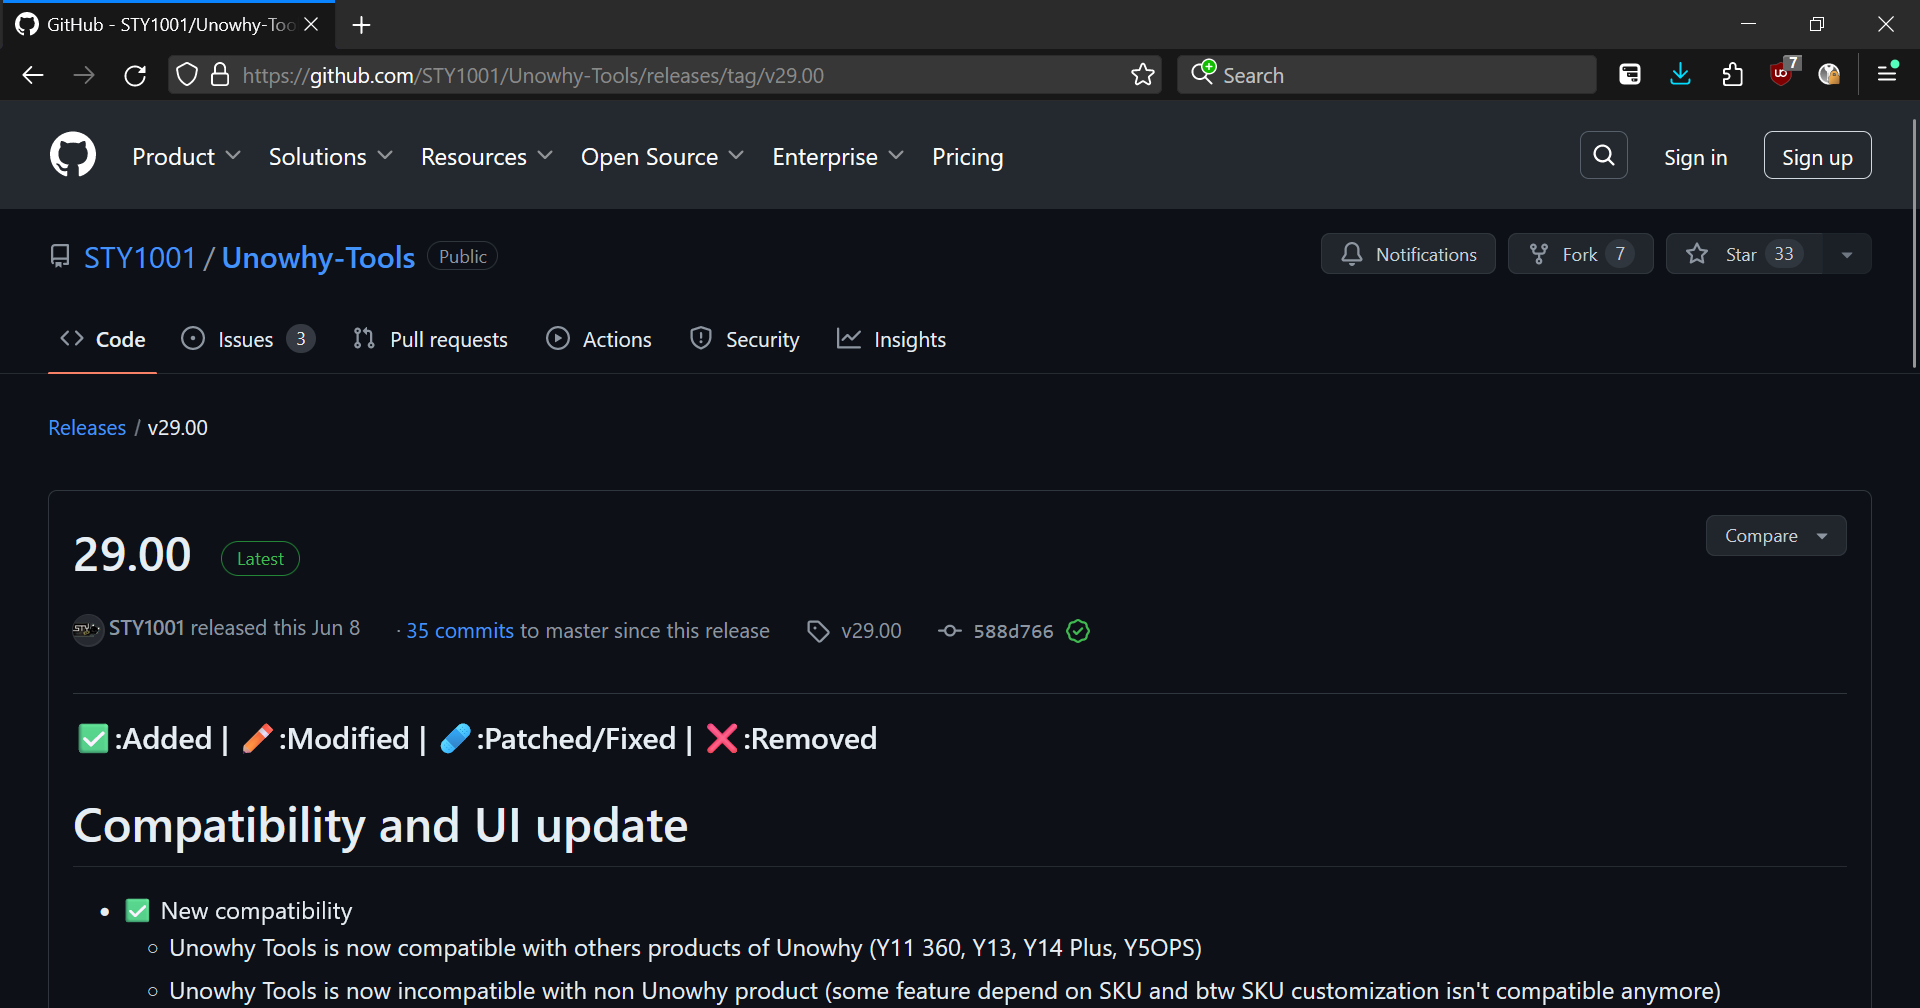 GitHub - STY1001/Unowhy-Too
https://github.com/STY1001/Unowhy-Tools/releases/tag/v29.00
Search
7
Product
Solutions
Resources
Open Source
Enterprise
Pricing
Sign in
Sign up
STY1001 / Unowhy-Tools Public
Notifications
Fork 7
Star 33
Code
Issues 3
Pull requests
Actions
Security
Insights
Releases / v29.00
29.00 Latest
Compare
STY1001 released this Jun 8 · 35 commits to master since this release v29.00 588d766
✅:Added | 🖍️:Modified | 🩹:Patched/Fixed | ❌:Removed
Compatibility and UI update
• ✅ New compatibility
○ Unowhy Tools is now compatible with others products of Unowhy (Y11 360, Y13, Y14 Plus, Y5OPS)
○ Unowhy Tools is now incompatible with non Unowhy product (some feature depend on SKU and btw SKU customization isn't compatible anymore)